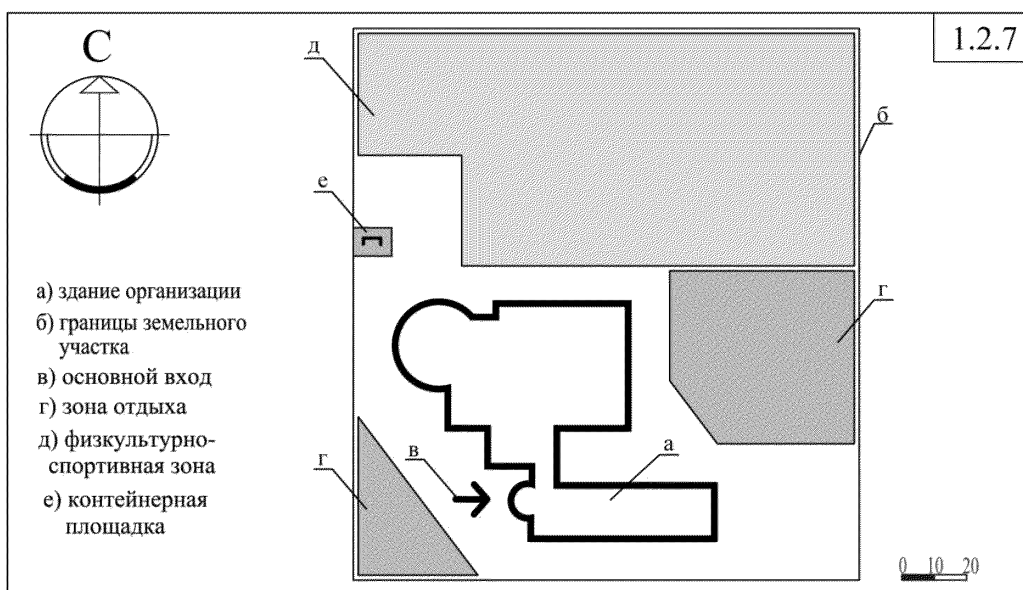 1.2.7
С
д
б
е
г
а) здание организации
б) границы земельного
участка
в) основной вход
г) зона отдыха
д) физкультурно-
спортивная зона
е) контейнерная
площадка
г
в
а
0 10 20